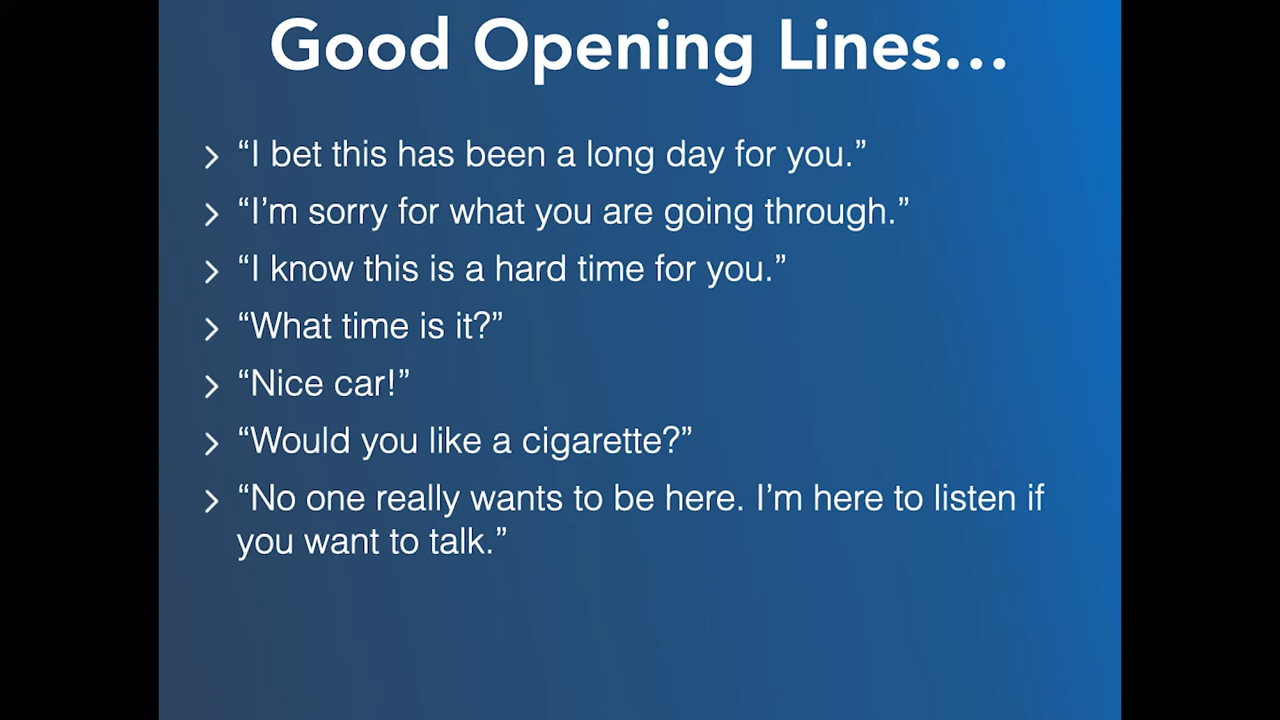 Good Opening Lines…
“I bet this has been a long day for you.”
“I’m sorry for what you are going through.”
“I know this is a hard time for you.”
“What time is it?”
“Nice car!”
“Would you like a cigarette?”
“No one really wants to be here. I’m here to listen if
you want to talk.”